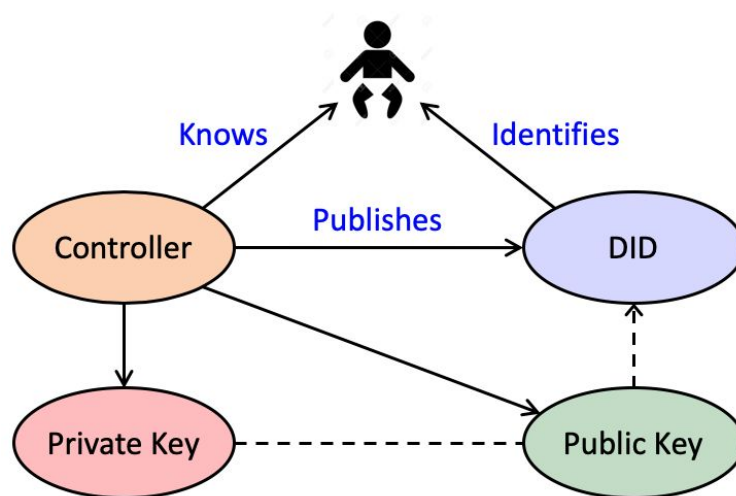 Knows
Identifies
Publishes
Controller
DID
Private Key
Public Key